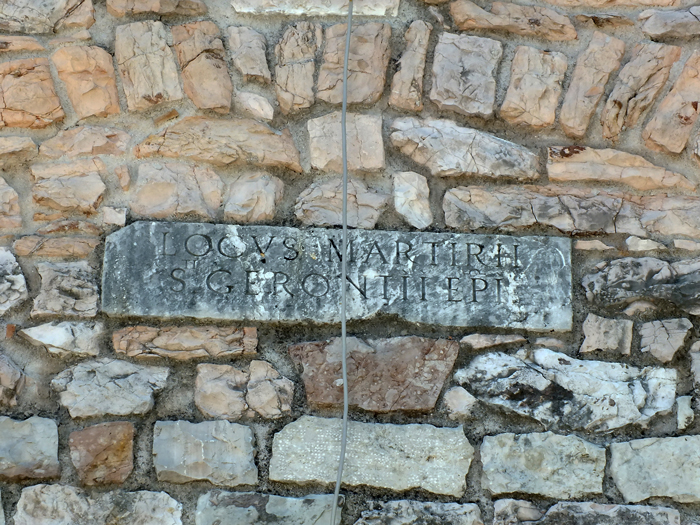 LOCVS MARTIRII
S. GERONTII EPI